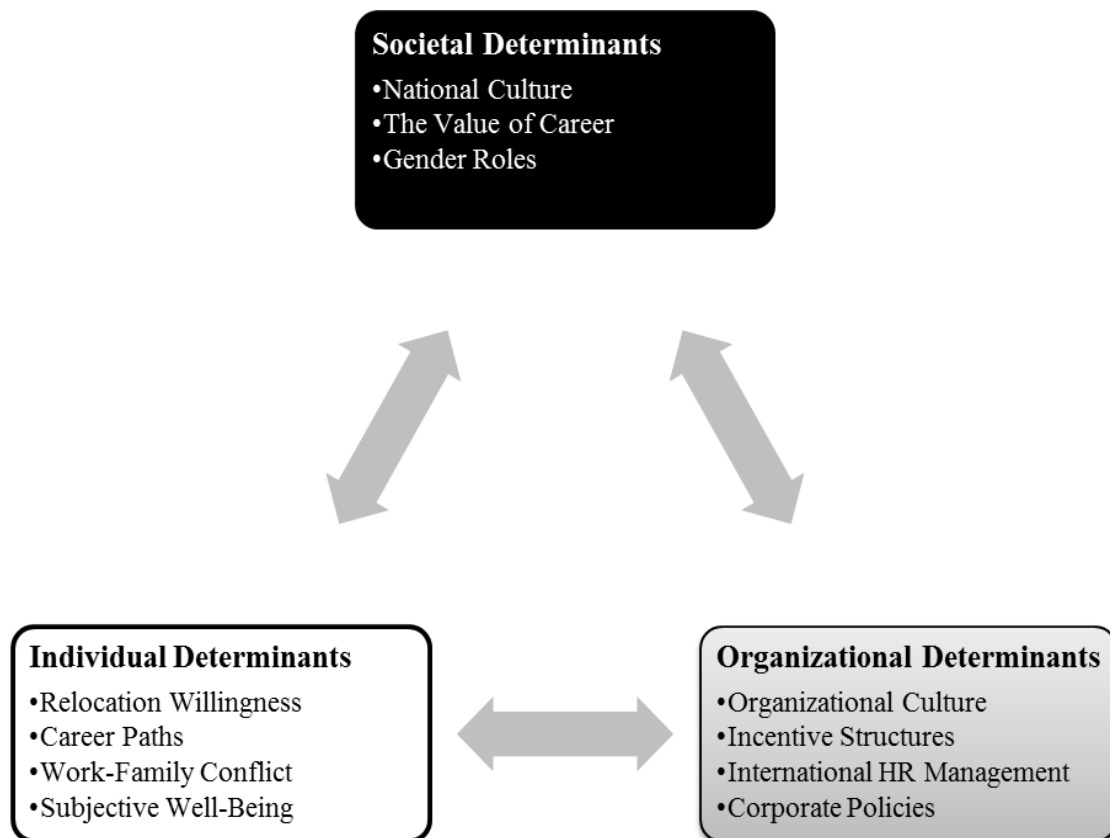 Societal Determinants
•National Culture
•The Value of Career
•Gender Roles
Individual Determinants
•Relocation Willingness
•Career Paths
•Work-Family Conflict
•Subjective Well-Being
Organizational Determinants
•Organizational Culture
•Incentive Structures
•International HR Management
•Corporate Policies